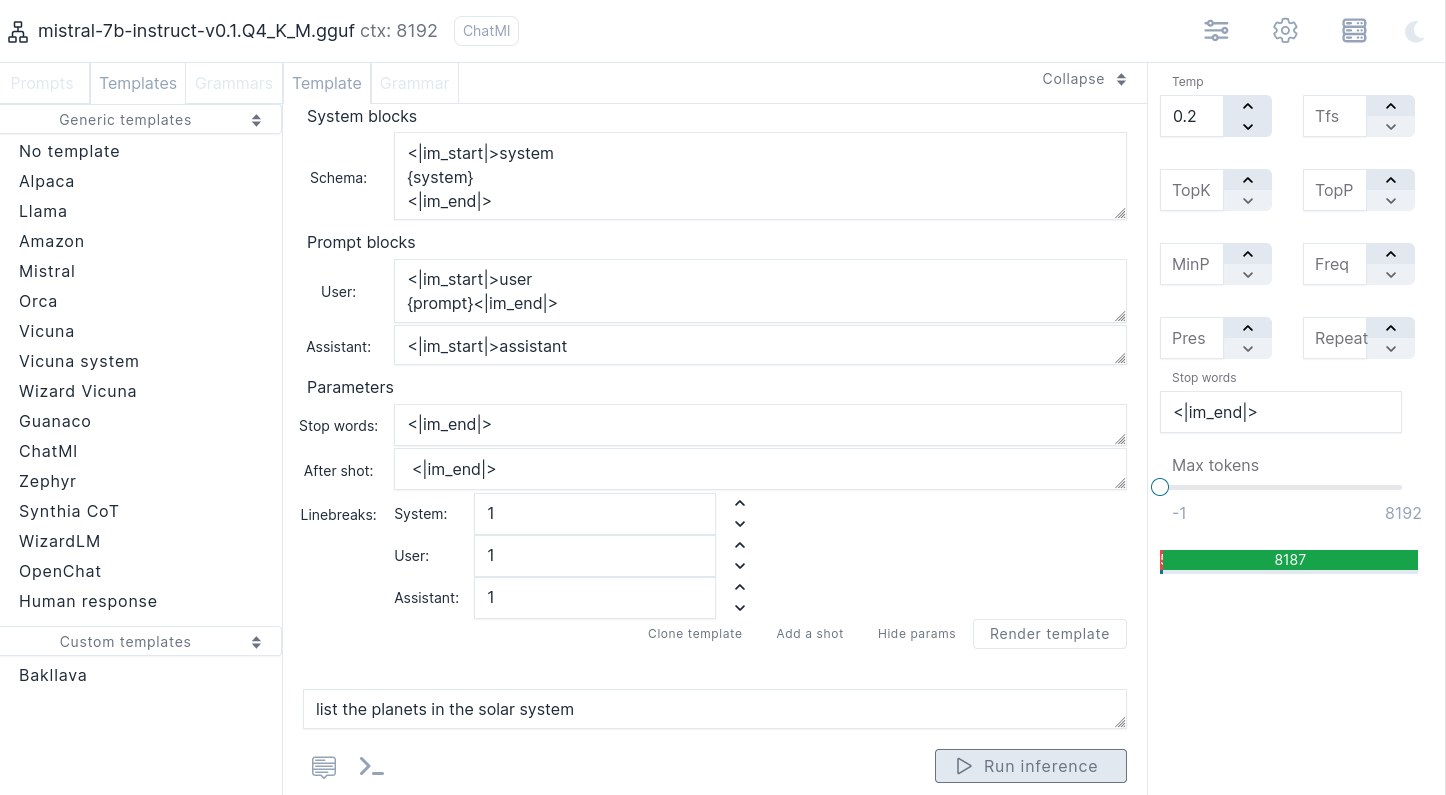 mistral-7b-instruct-v0.1.Q4_K_M.gguf ctx: 8192 ChatMl
Prompts Templates Grammars Template Grammar Collapse
Generic templates
No template
Alpaca
Llama
Amazon
Mistral
Orca
Vicuna
Vicuna system
Wizard Vicuna
Guanaco
ChatMl
Zephyr
Synthia CoT
WizardLM
OpenChat
Human response
Custom templates
Bakllava
System blocks
Schema:
<|im_start|>system
{system}
<|im_end|>
Prompt blocks
User:
<|im_start|>user
{prompt}<|im_end|>
Assistant: <|im_start|>assistant
Parameters
Stop words: <|im_end|>
After shot: <|im_end|>
Linebreaks: System: 1
User: 1
Assistant: 1
Clone template Add a shot Hide params Render template
list the planets in the solar system
>_ Run inference
Temp
0.2 Tfs
TopK TopP
MinP Freq
Pres Repeat
Stop words
<|im_end|>
Max tokens
-1 8192
8187